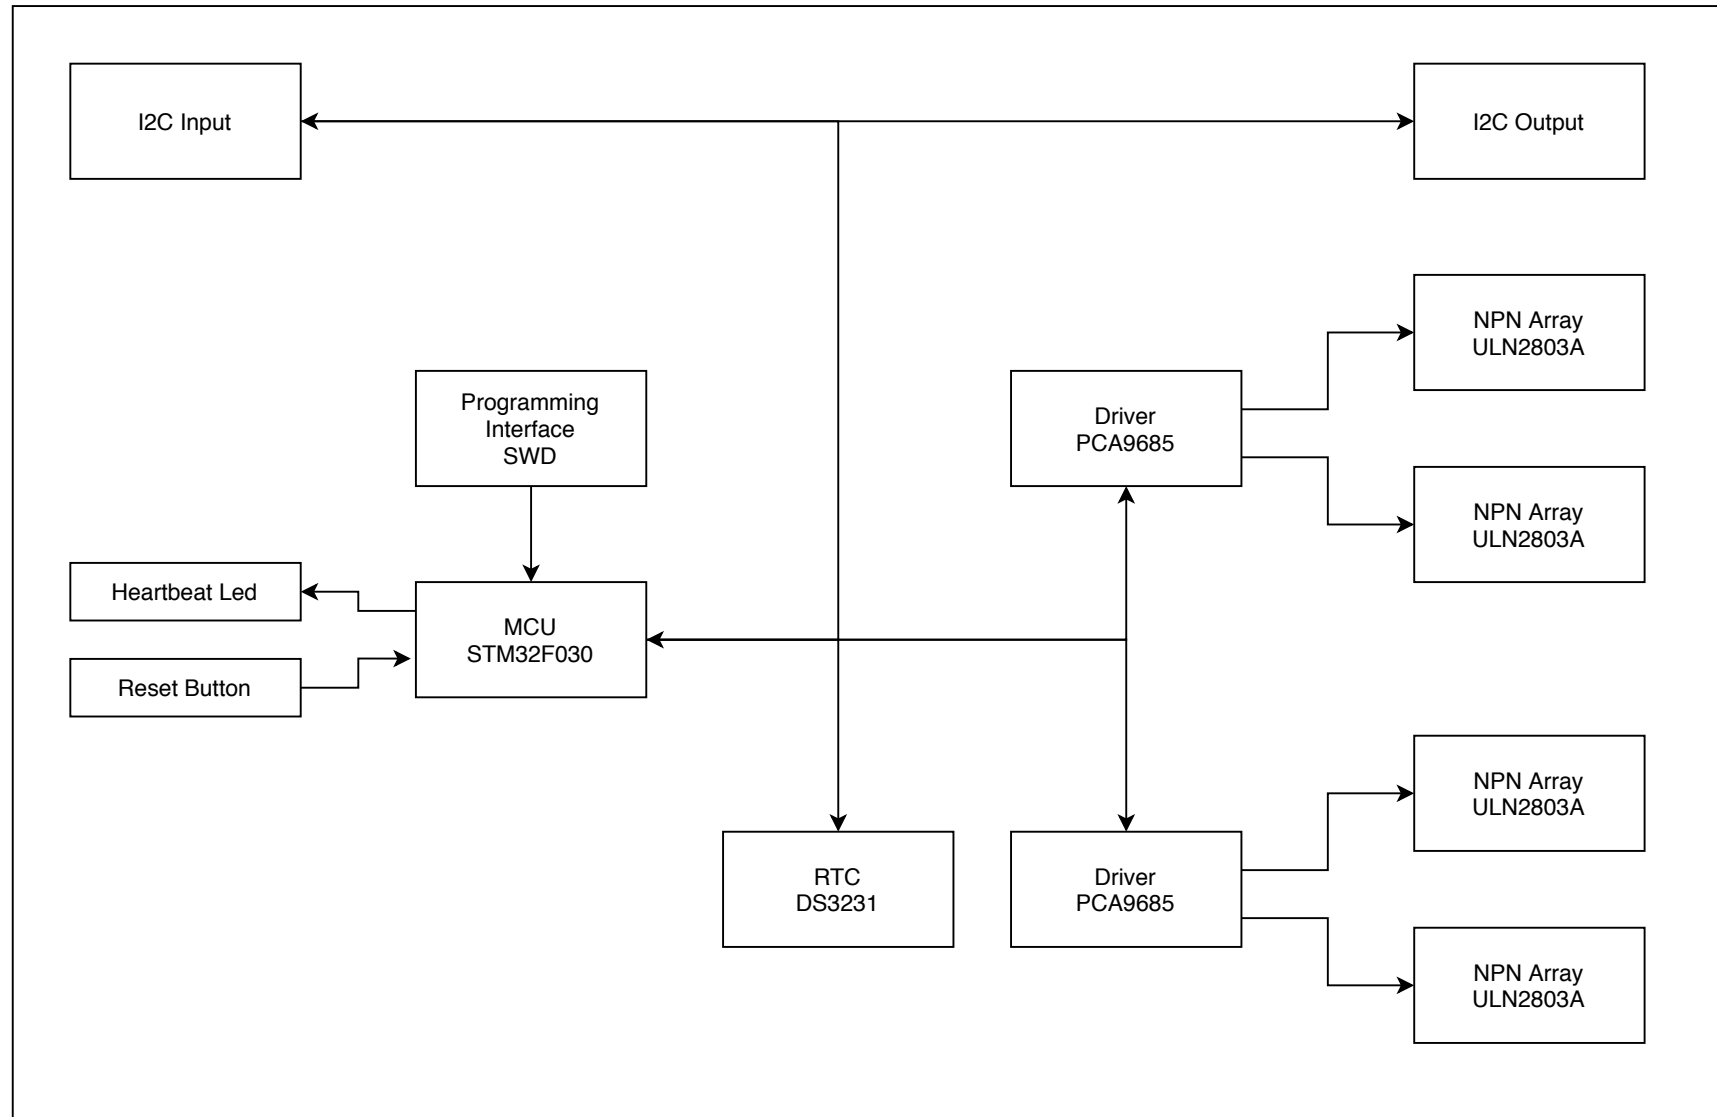 I2C Input
I2C Output
NPN Array
ULN2803A
Programming
Interface
SWD
Driver
PCA9685
NPN Array
ULN2803A
Heartbeat Led
MCU
STM32F030
Reset Button
NPN Array
ULN2803A
RTC
DS3231
Driver
PCA9685
NPN Array
ULN2803A